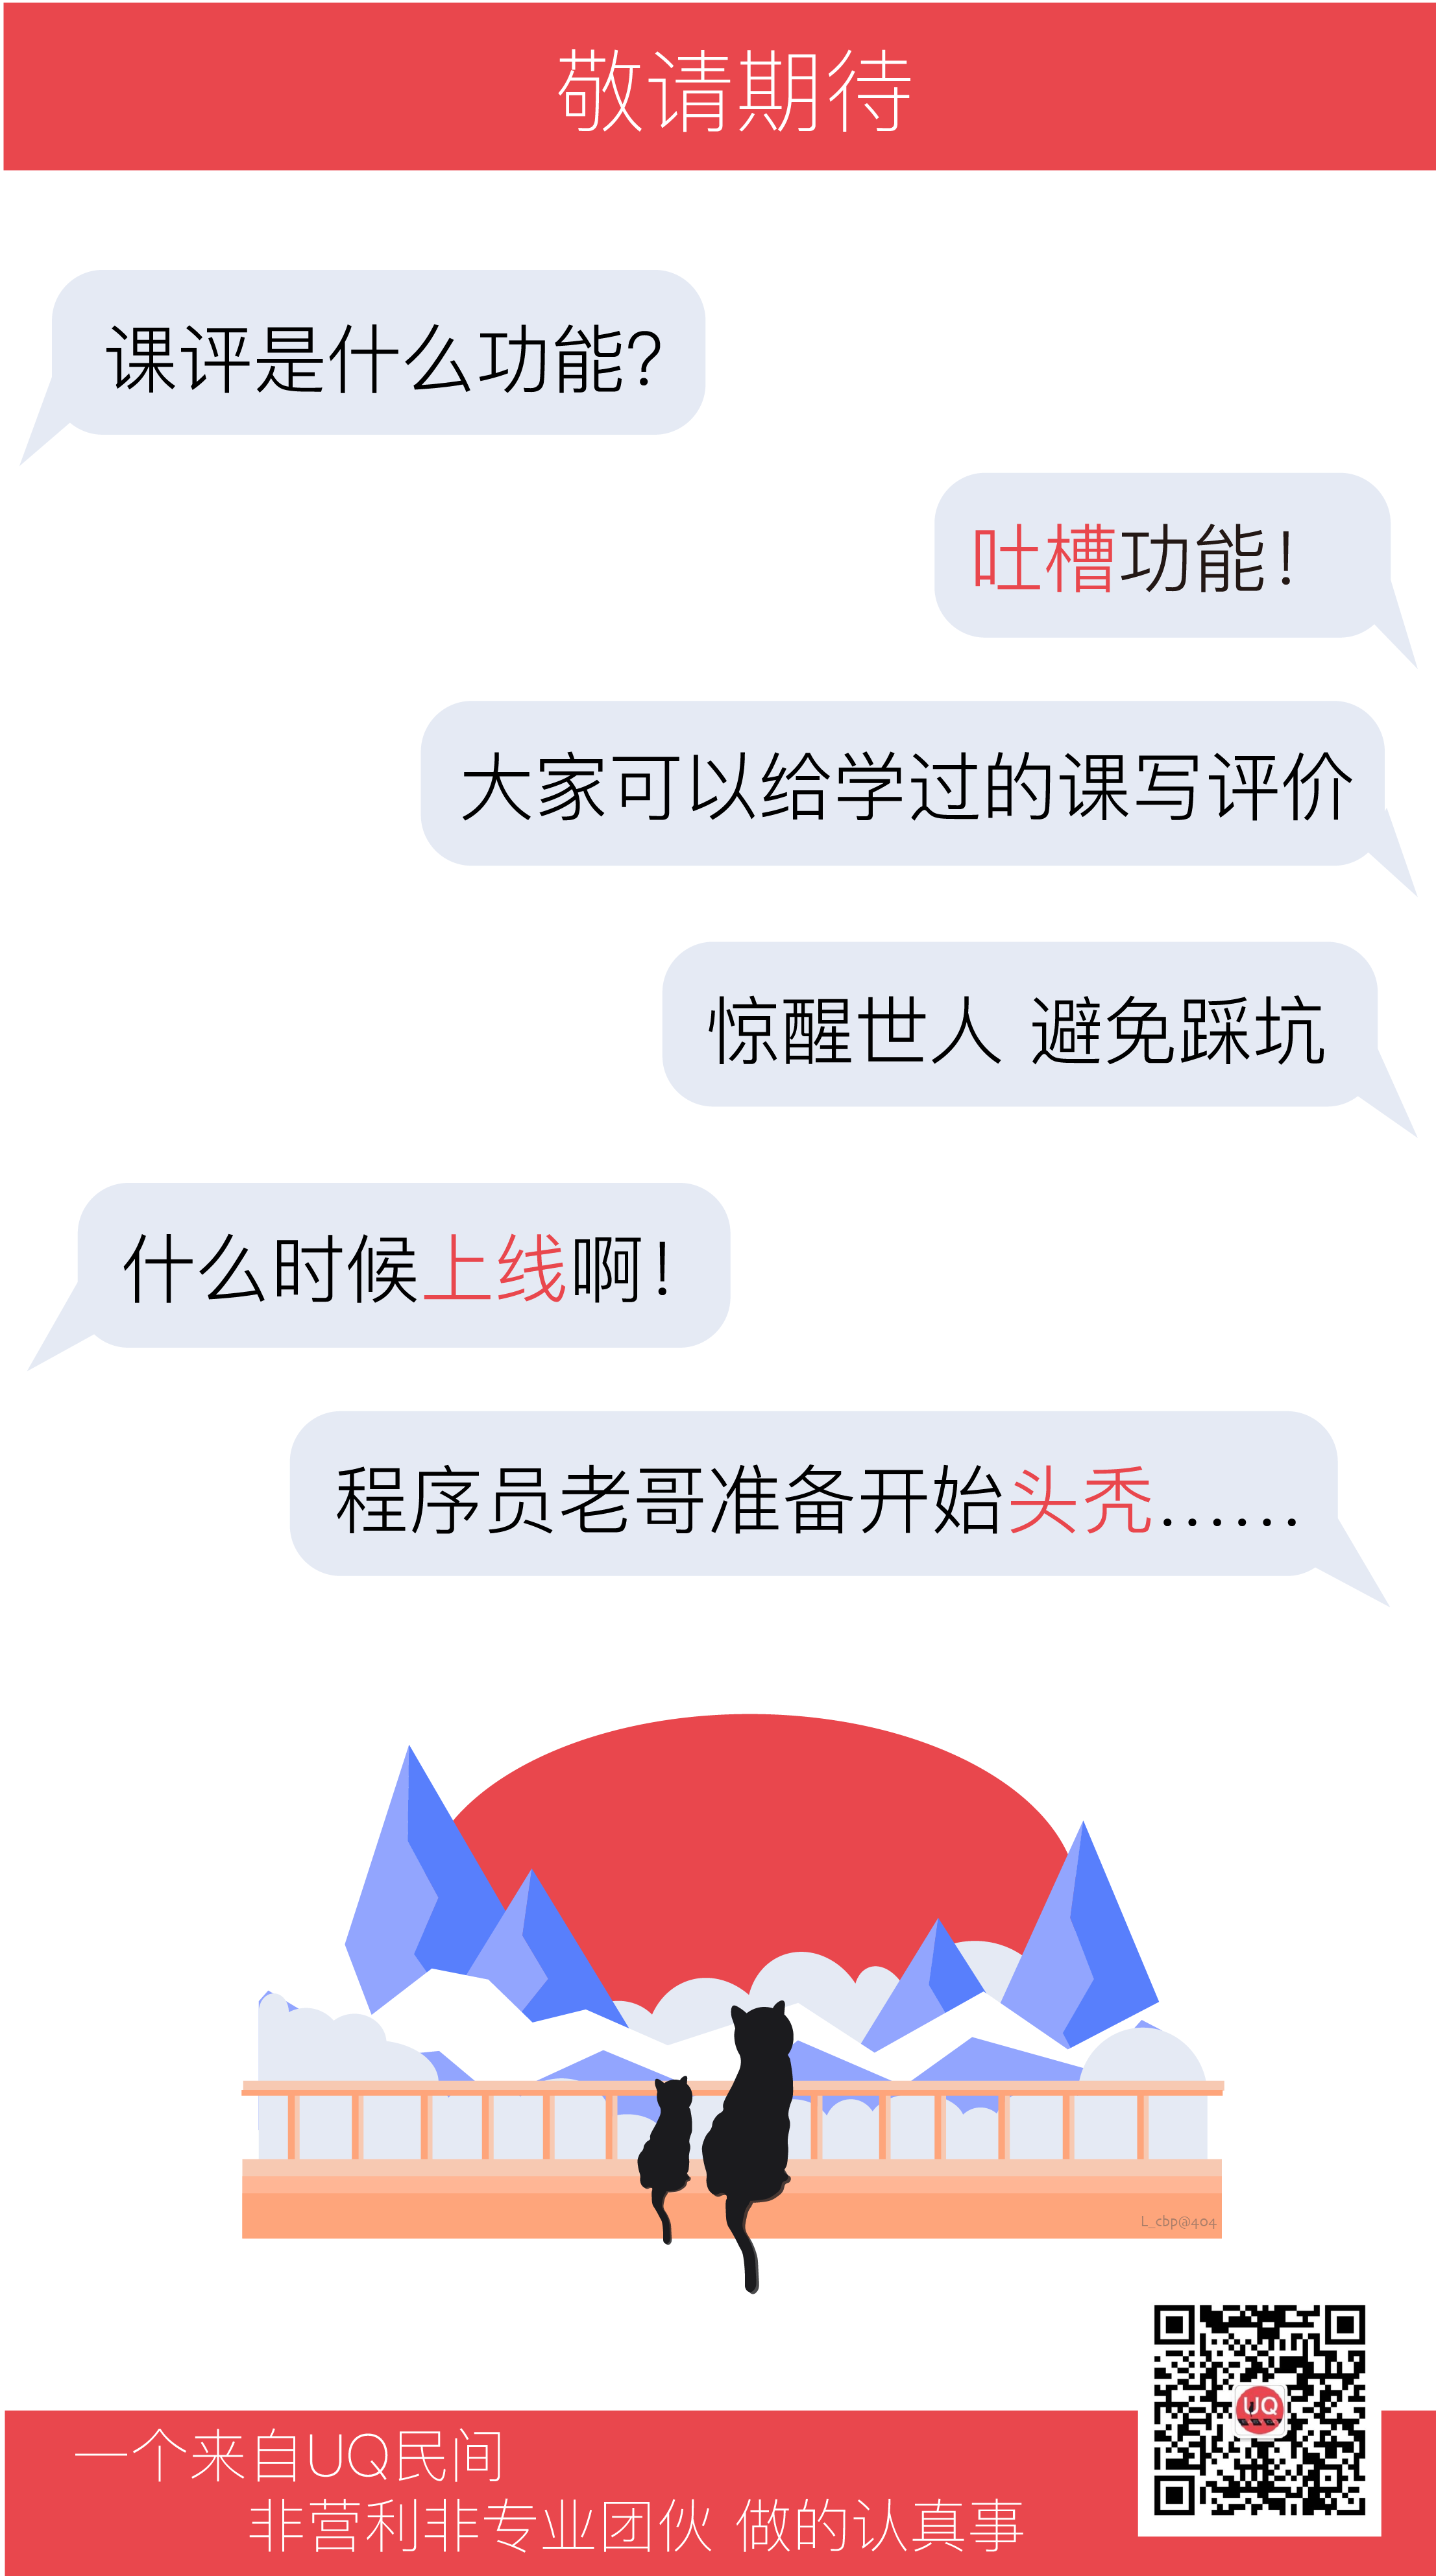 敬请期待
课评是什么功能?
吐槽功能!
大家可以给学过的课写评价
惊醒世人 避免踩坑
什么时候上线啊!
程序员老哥准备开始头秃……
L_cbp@404
UQ
一个来自UQ民间
非营利非专业团伙 做的认真事